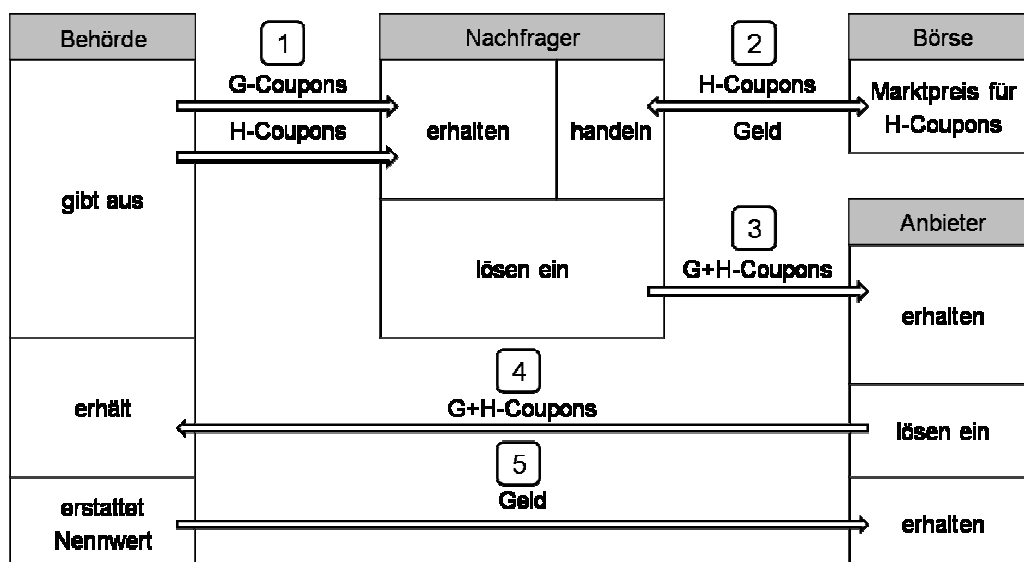 Behörde
1
Nachfrager
2
Börse
G-Coupons
H-Coupons
erhalten
handeln
H-Coupons
Geld
Marktpreis für
H-Coupons
gibt aus
3
Anbieter
lösen ein
G+H-Coupons
erhalten
4
erhält
G+H-Coupons
lösen ein
5
Geld
erstattet
Nennwert
erhalten